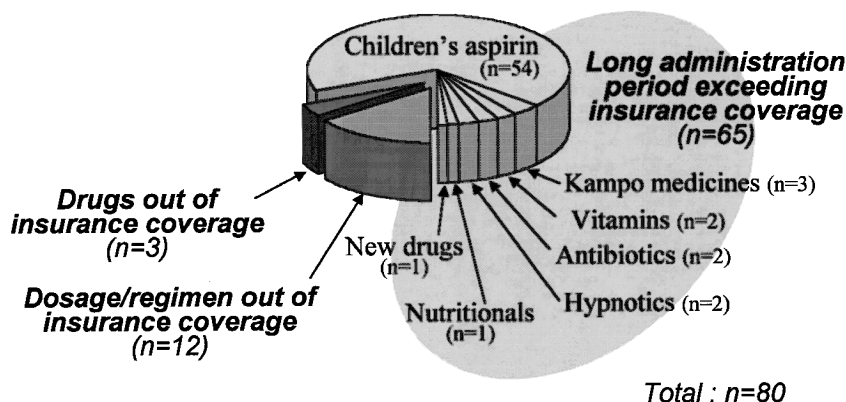 Children's aspirin
(n=54)
Long administration
period exceeding
insurance coverage
(n=65)
Kampo medicines (n=3)
Vitamins (n=2)
Antibiotics (n=2)
Hypnotics (n=2)
Nutritionals
(n=1)
New drugs
(n=1)
Drugs out of
insurance coverage
(n=3)
Dosage/regimen out of
insurance coverage
(n=12)
Total : n=80